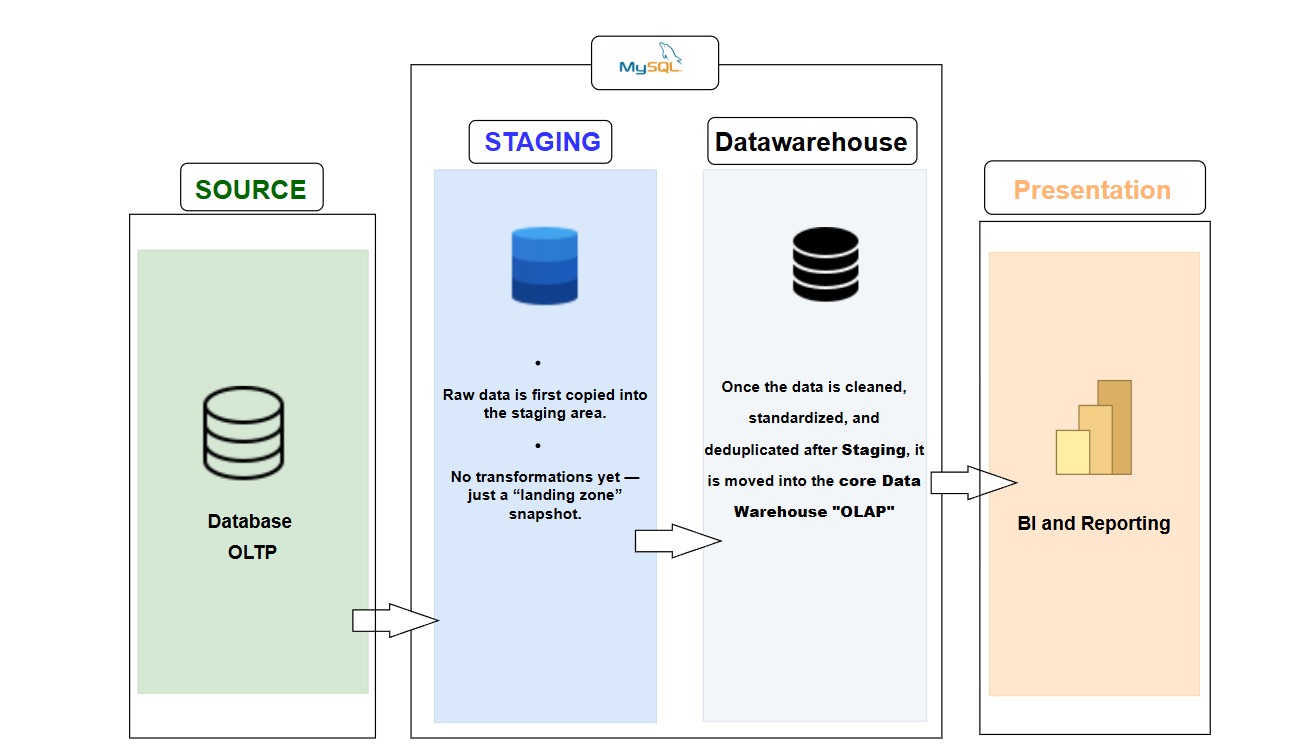 MySQL
STAGING
Datawarehouse
SOURCE
Presentation
•
Raw data is first copied into
the staging area.
•
No transformations yet —
just a “landing zone”
snapshot.
Once the data is cleaned,
standardized, and
deduplicated after Staging, it
is moved into the core Data
Warehouse "OLAP"
Database
OLTP
BI and Reporting